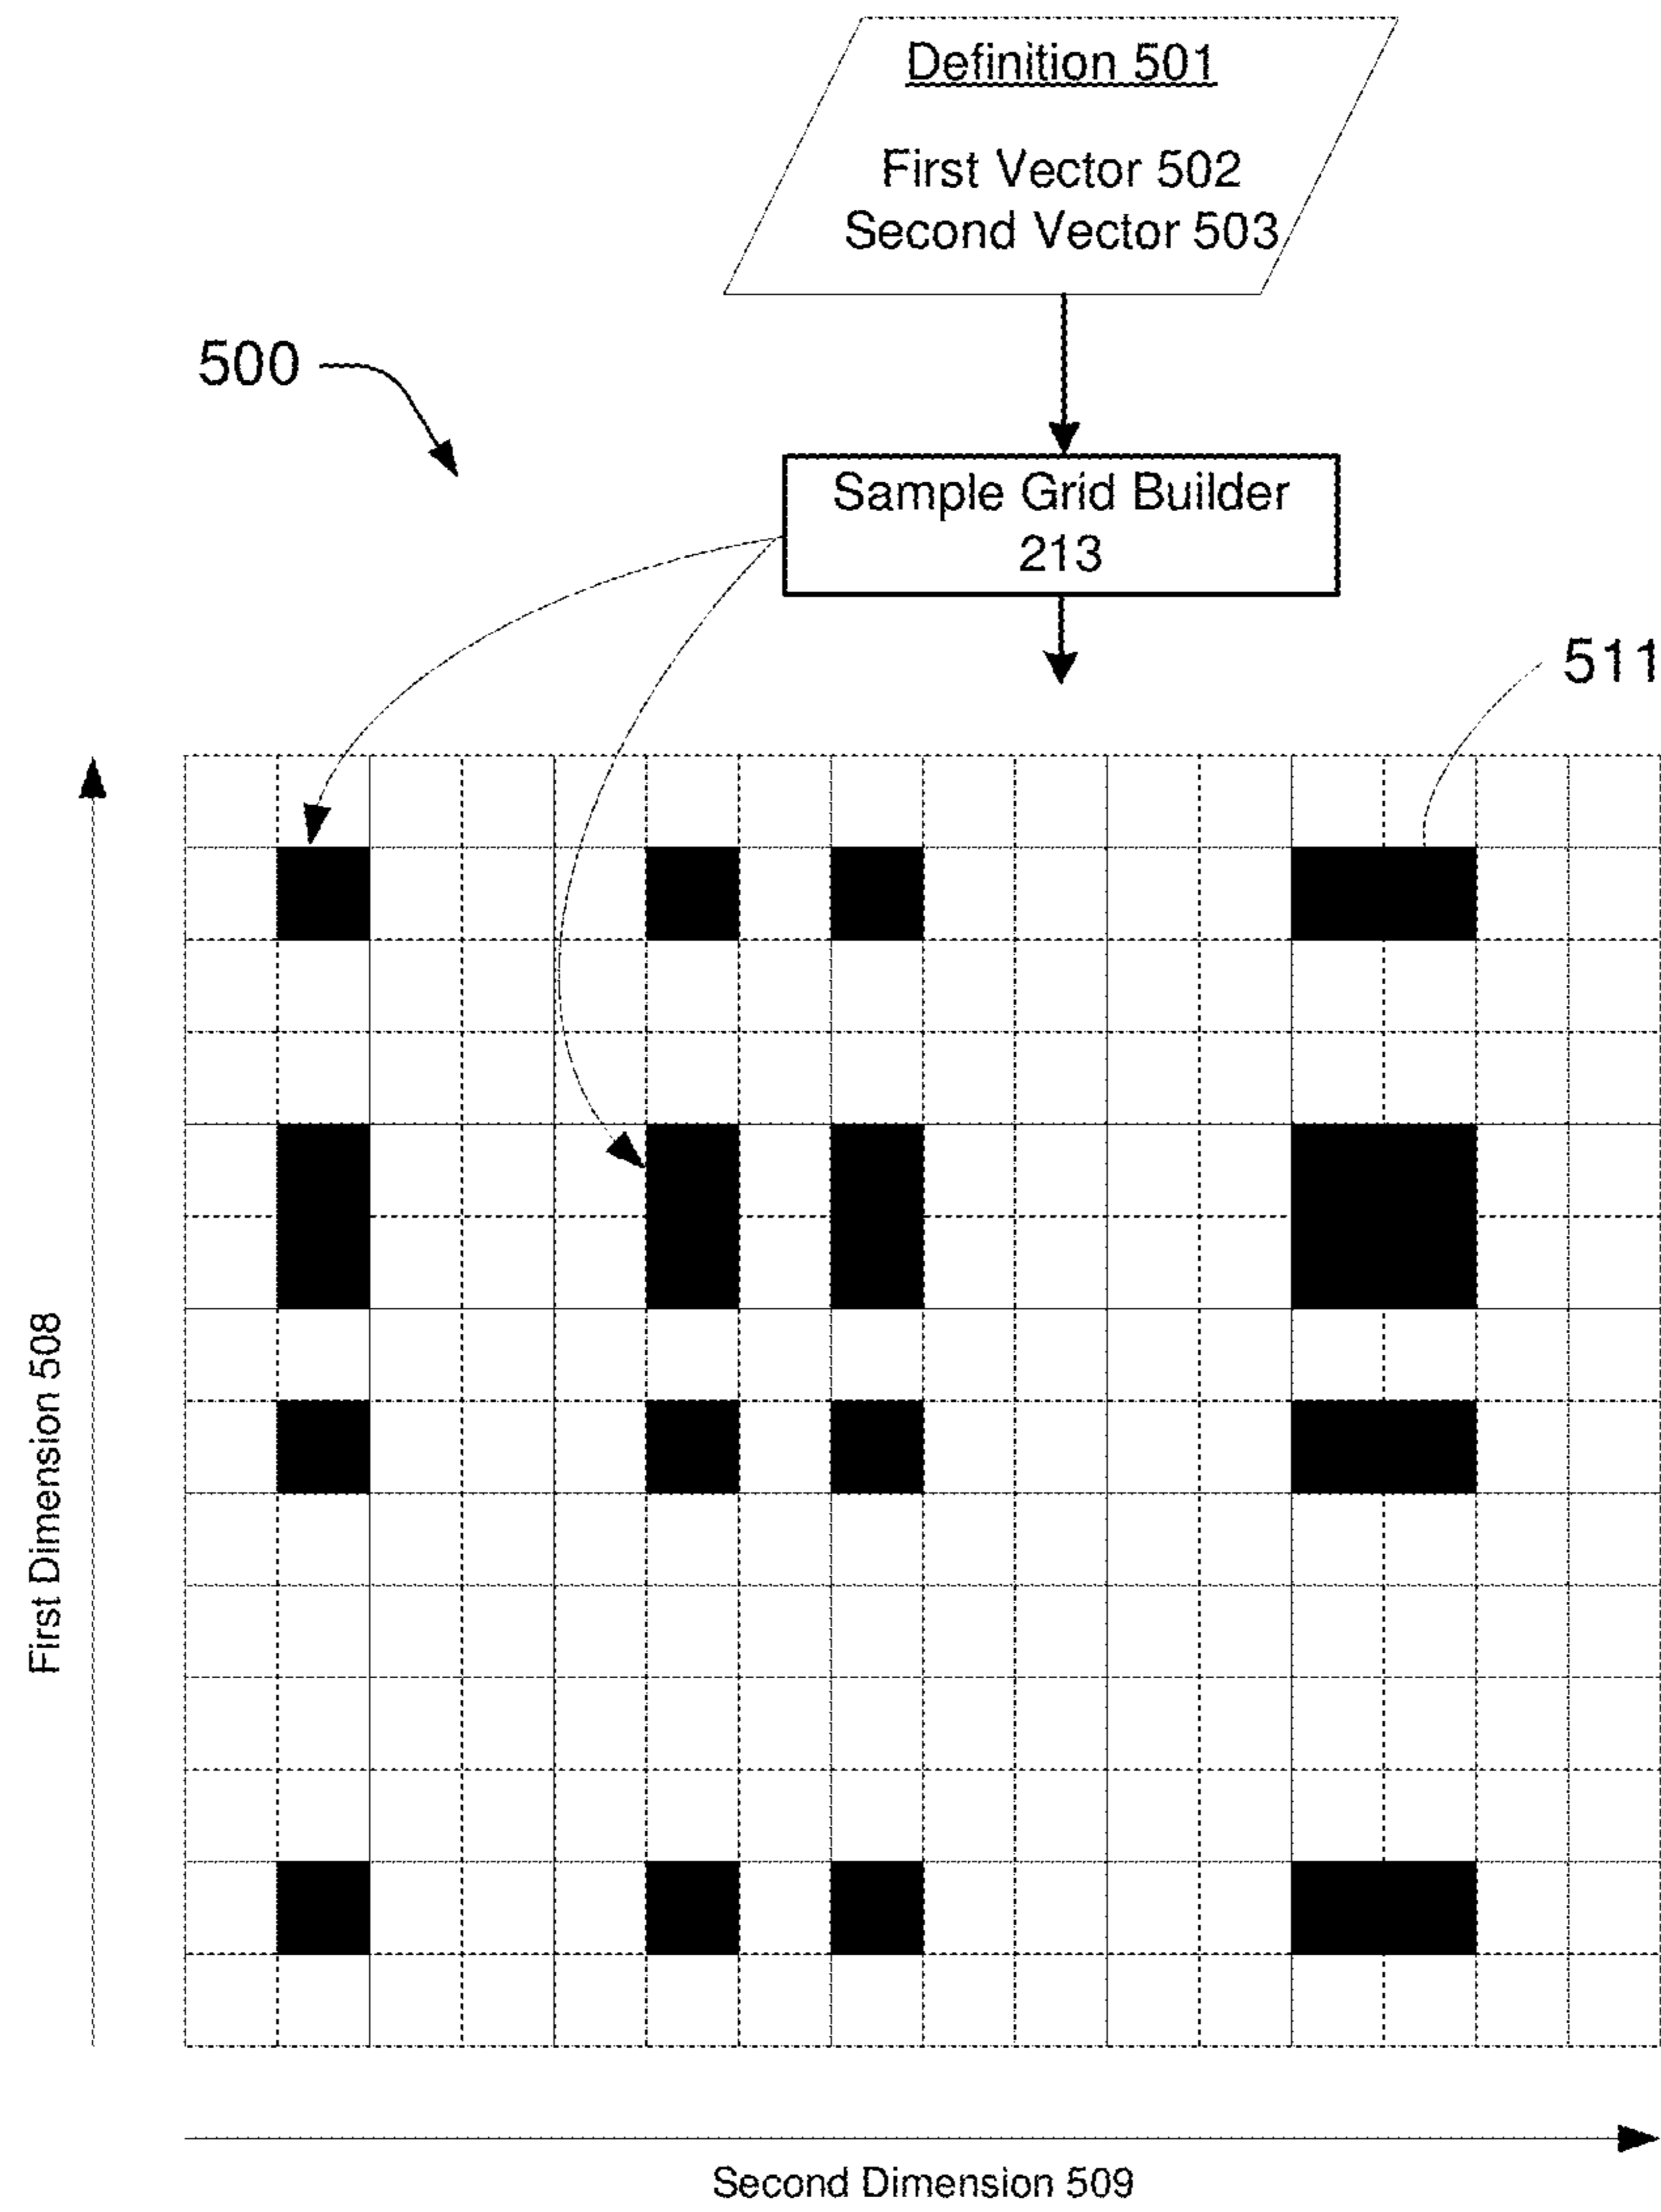 Definition 501
First Vector 502
Second Vector 503
500
Sample Grid Builder
213
511
First Dimension 508
Second Dimension 509